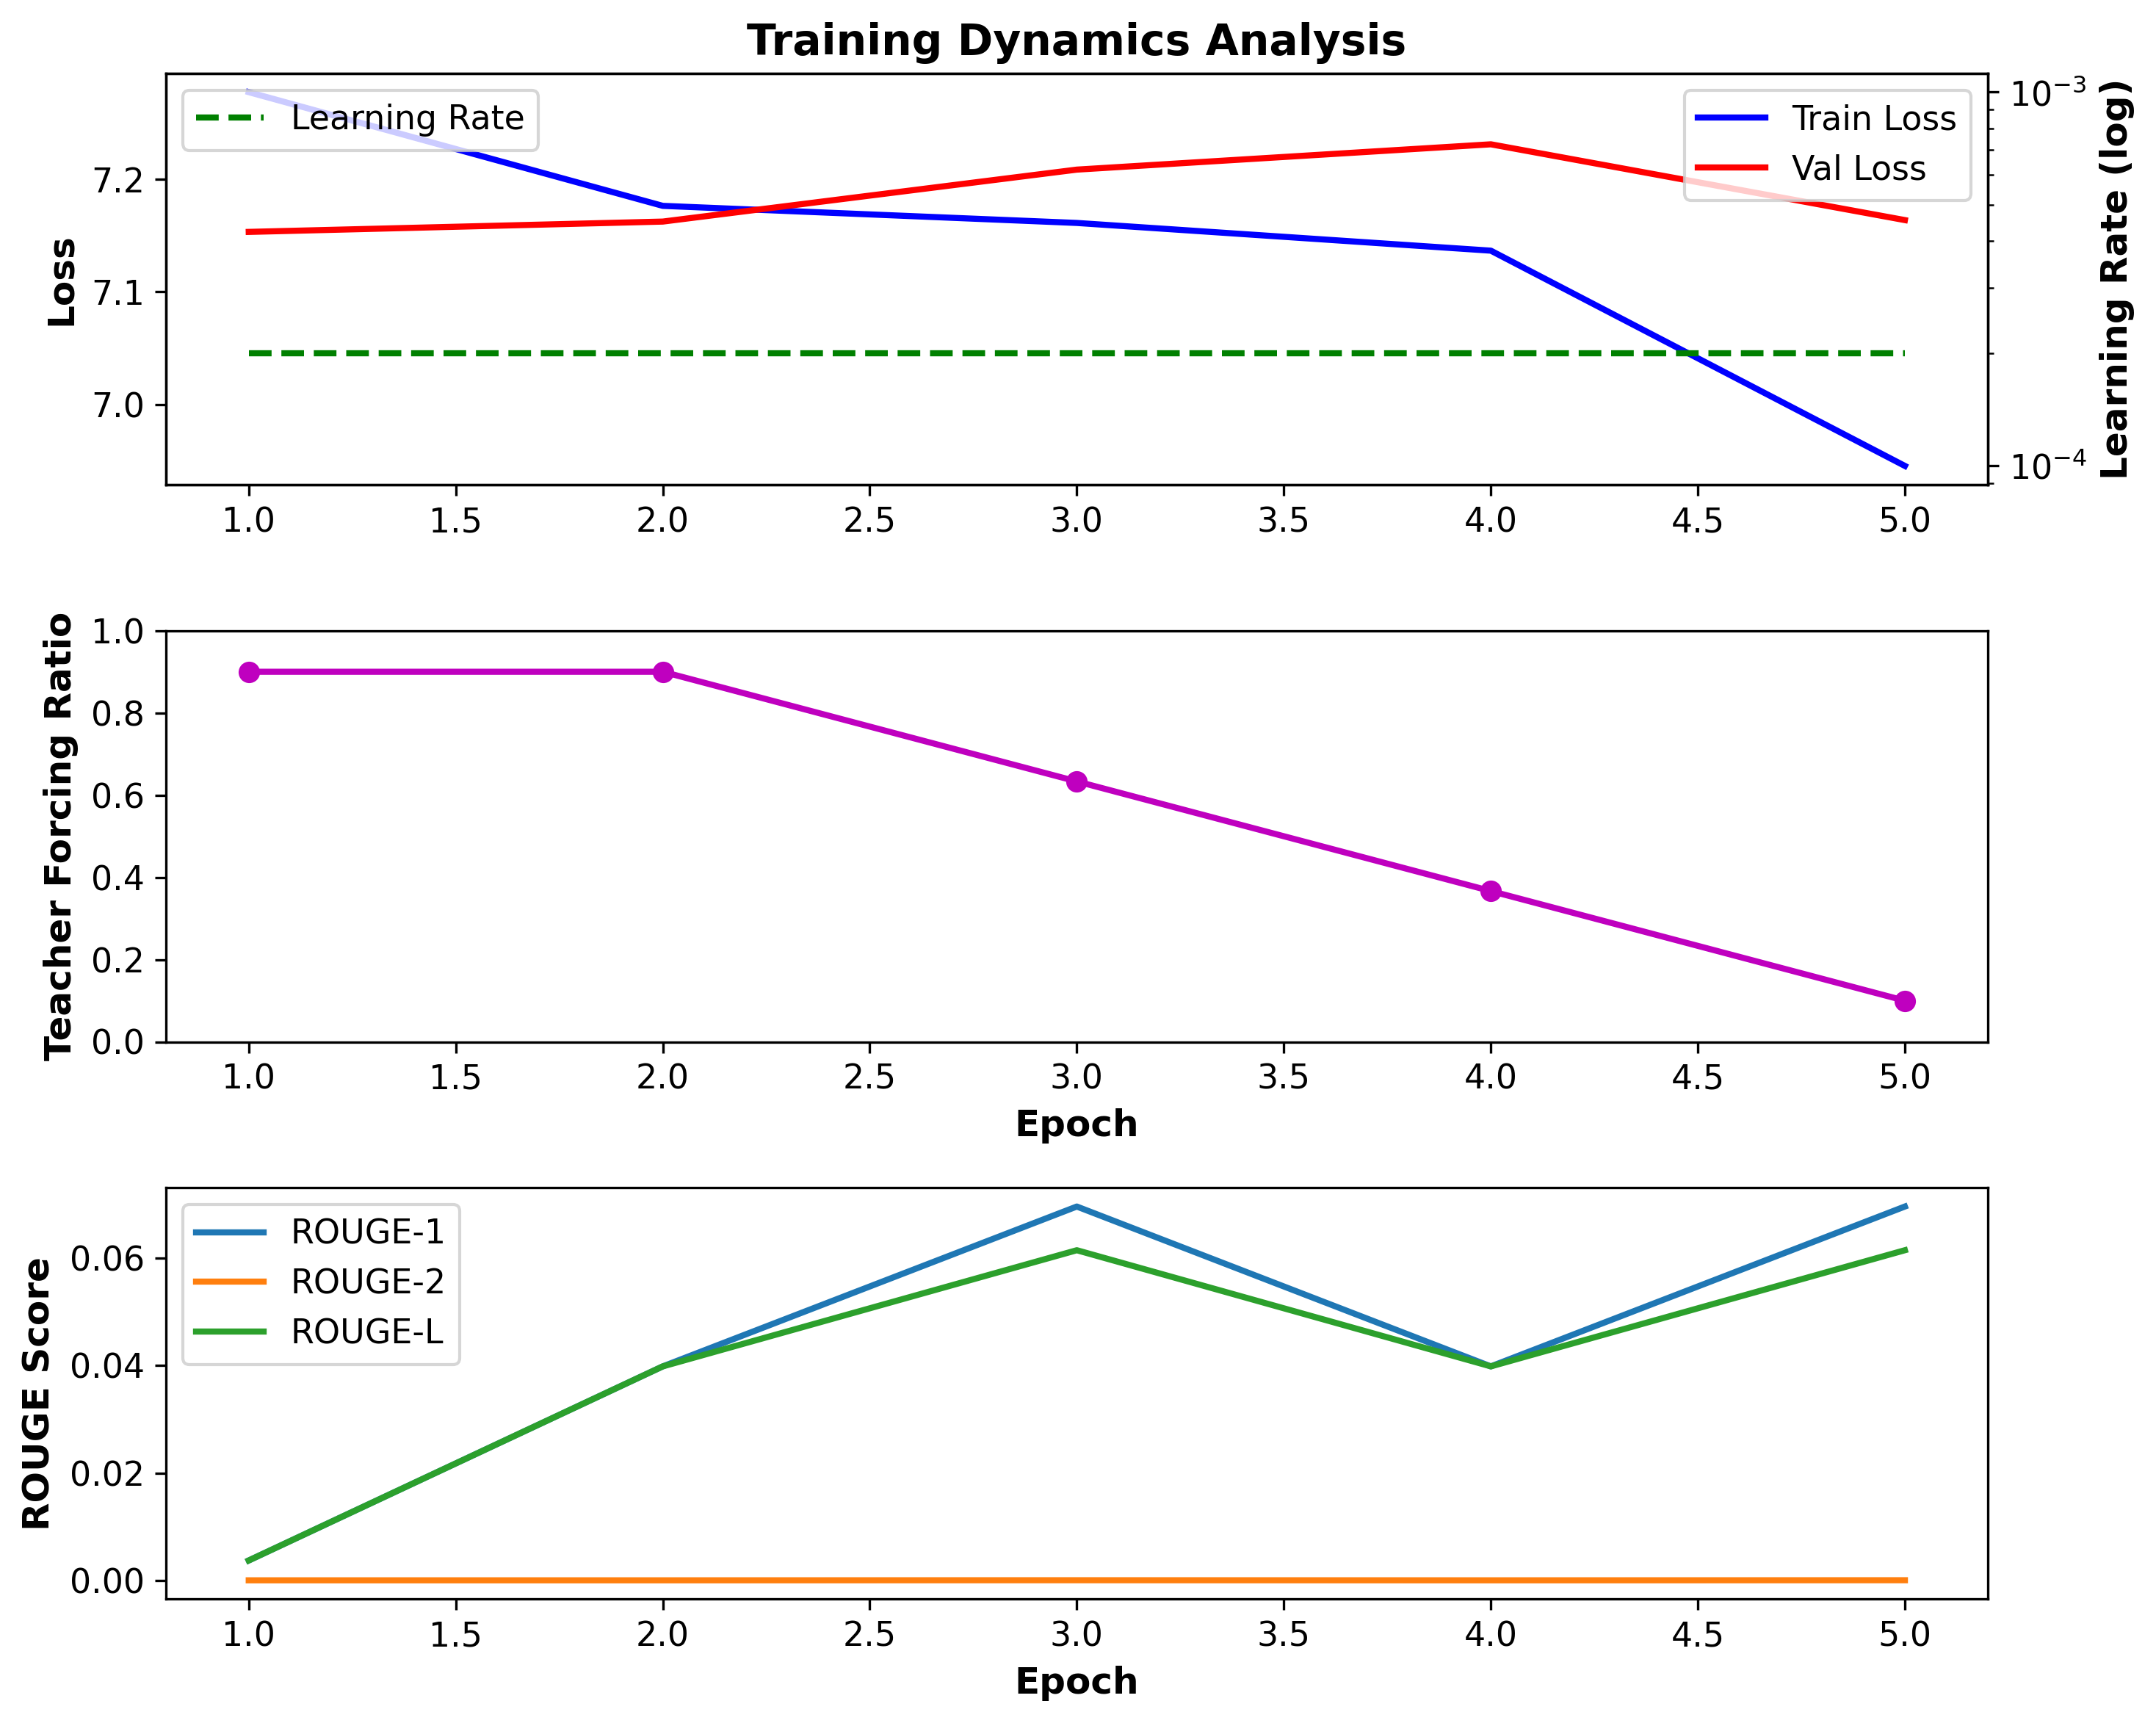 Training Dynamics Analysis
Learning Rate
Train Loss
Val Loss
Loss
7.2
7.1
7.0
10⁻³
10⁻⁴
Learning Rate (log)
1.0 1.5 2.0 2.5 3.0 3.5 4.0 4.5 5.0
Teacher Forcing Ratio
1.0
0.8
0.6
0.4
0.2
0.0
1.0 1.5 2.0 2.5 3.0 3.5 4.0 4.5 5.0
Epoch
ROUGE-1
ROUGE-2
ROUGE-L
ROUGE Score
0.06
0.04
0.02
0.00
1.0 1.5 2.0 2.5 3.0 3.5 4.0 4.5 5.0
Epoch